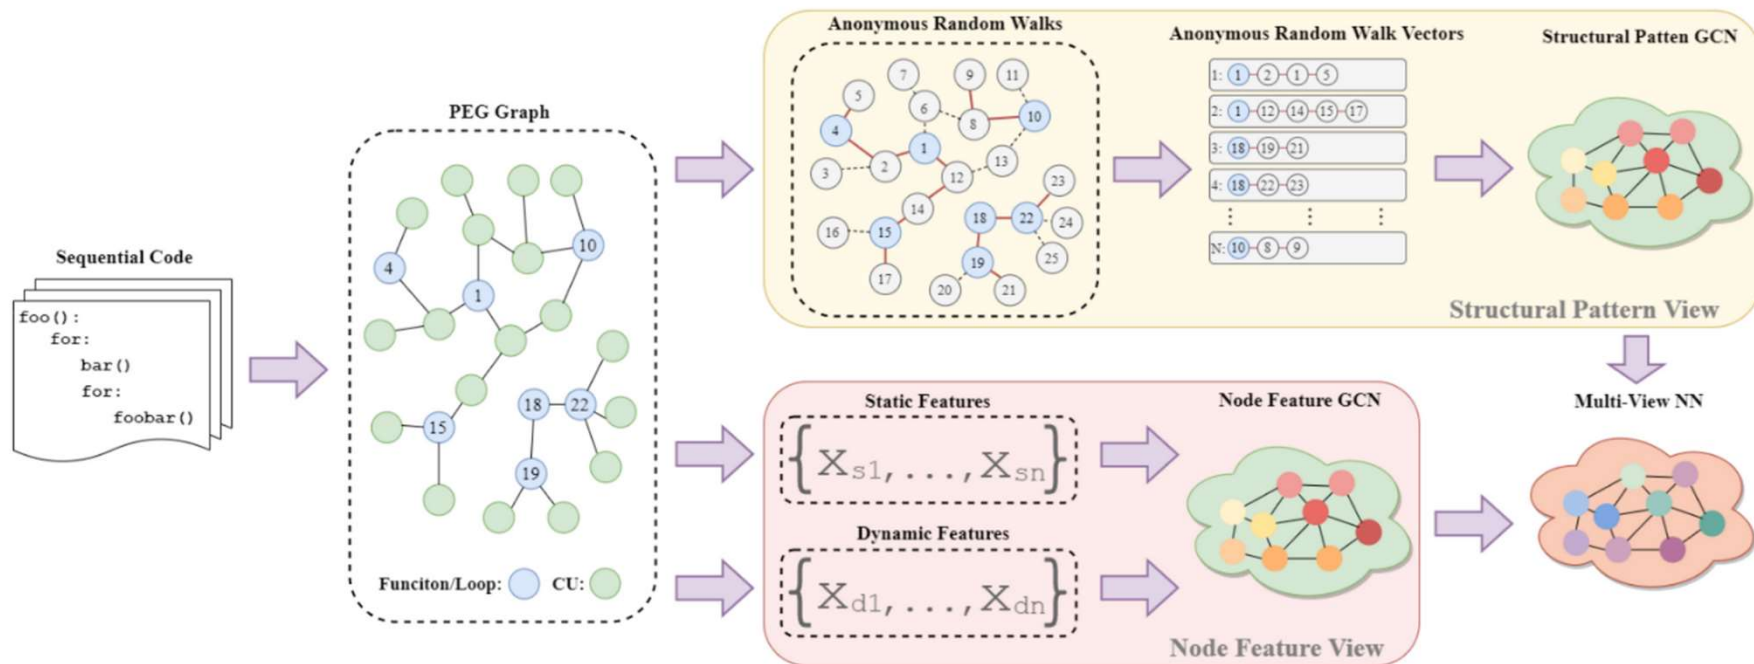 Sequential Code
foo():
for:
bar()
for:
foobar()
PEG Graph
4
10
1
15
18
22
19
Funciton/Loop:
CU:
Anonymous Random Walks
7
9
11
5
6
4
8
10
1
3
2
13
12
23
14
18
22
24
16
15
19
25
17
20
21
Anonymous Random Walk Vectors
1: 1 2 1 5
2: 1 12 14 15 17
3: 18 19 21
4: 18 22 23
N: 10 8 9
Structural Patten GCN
Structural Pattern View
Static Features
{Xs1,...,Xsn}
Dynamic Features
{Xd1,...,Xdn}
Node Feature GCN
Node Feature View
Multi-View NN